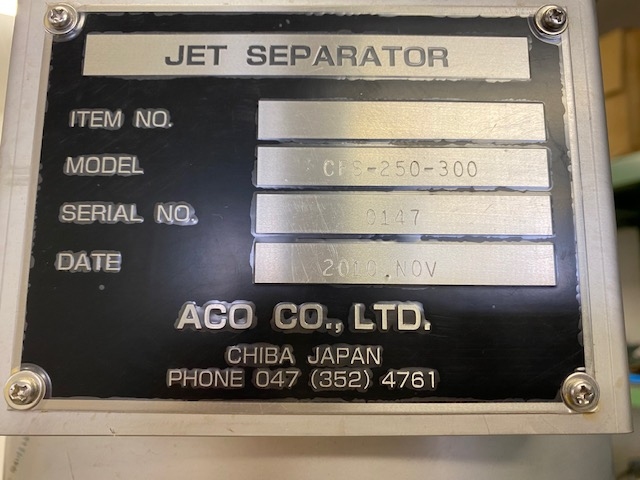 JET SEPARATOR
ITEM NO.
MODEL CFS-250-300
SERIAL NO. 0147
DATE NOV
ACO CO., LTD.
CHIBA JAPAN
PHONE 047 (352) 4761